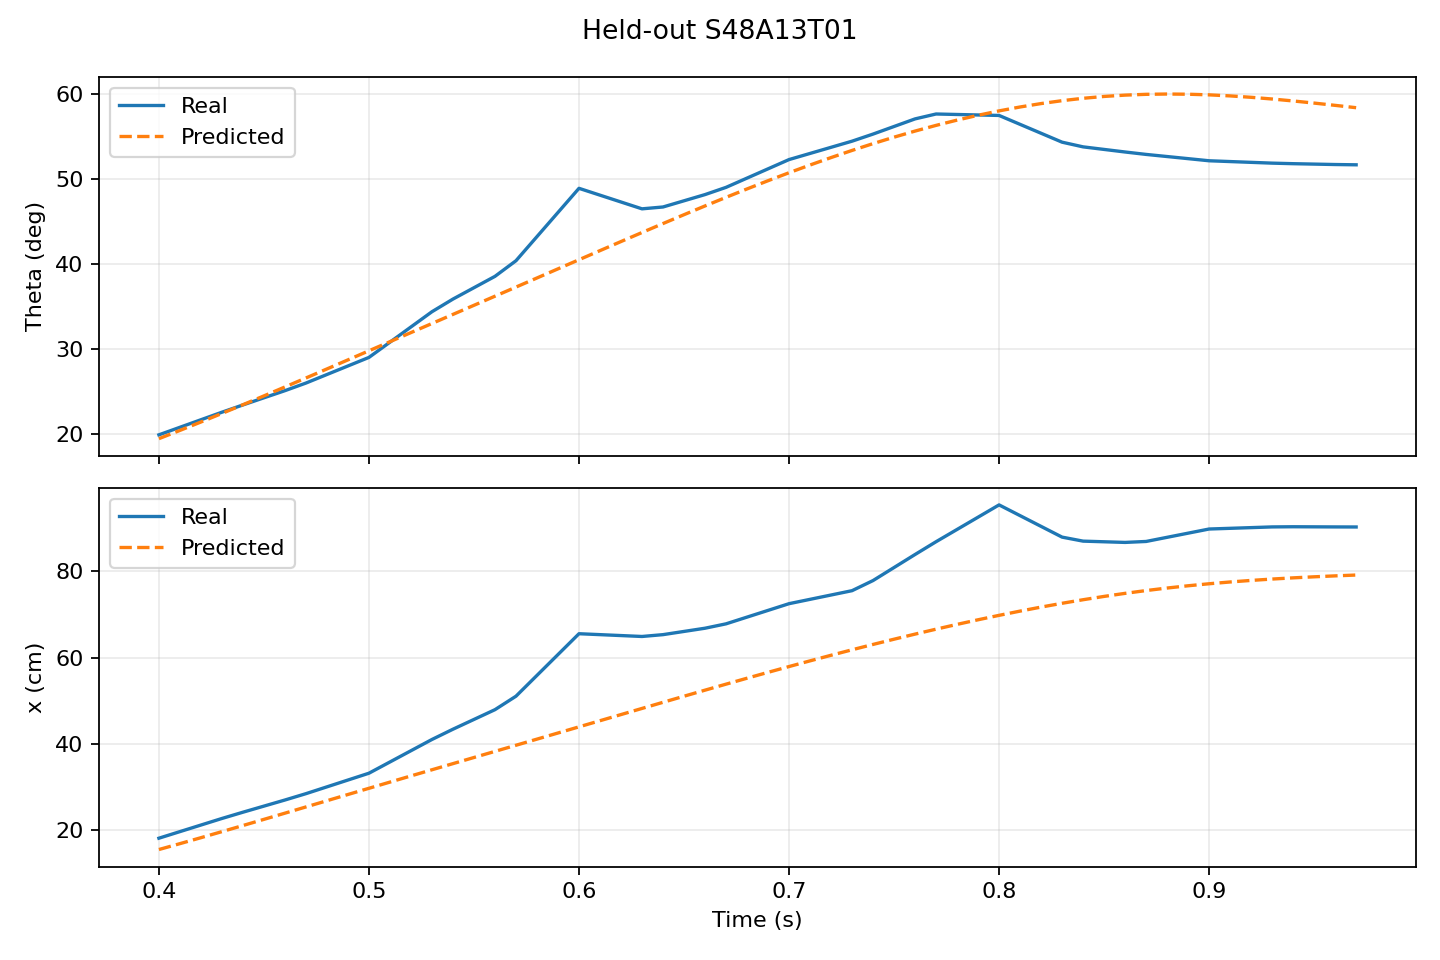 Held-out S48A13T01
Real
Predicted
Theta (deg)
60
50
40
30
20
Real
Predicted
x (cm)
80
60
40
20
0.4 0.5 0.6 0.7 0.8 0.9
Time (s)